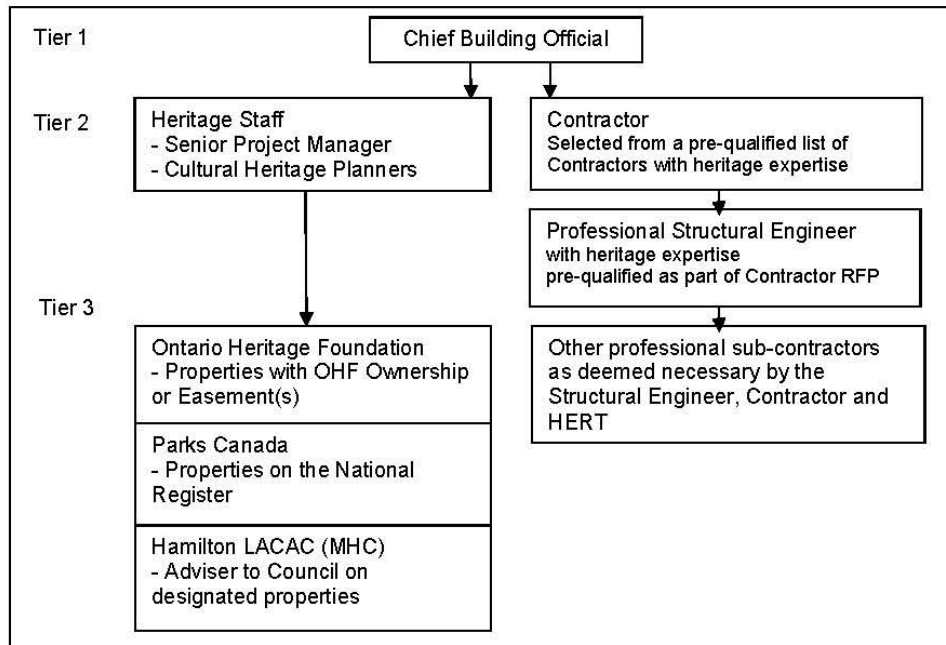 Tier 1
Chief Building Official
Tier 2
Heritage Staff
- Senior Project Manager
- Cultural Heritage Planners
Contractor
Selected from a pre-qualified list of
Contractors with heritage expertise
Professional Structural Engineer
with heritage expertise
pre-qualified as part of Contractor RFP
Tier 3
Ontario Heritage Foundation
- Properties with OHF Ownership
or Easement(s)
Parks Canada
- Properties on the National
Register
Hamilton LACAC (MHC)
- Adviser to Council on
designated properties
Other professional sub-contractors
as deemed necessary by the
Structural Engineer, Contractor and
HERT